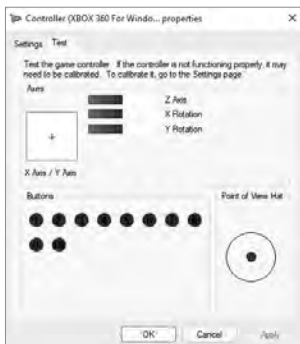 Controller (XBOX 360 For Windo... properties
Settings Test
Test the game controller. If the controller is not functioning properly, it may
need to be calibrated. To calibrate it, go to the Settings page.
Axes
Z Axis
X Rotation
Y Rotation
X Axis / Y Axis
Buttons
Point of View Hat
OK Cancel Apply